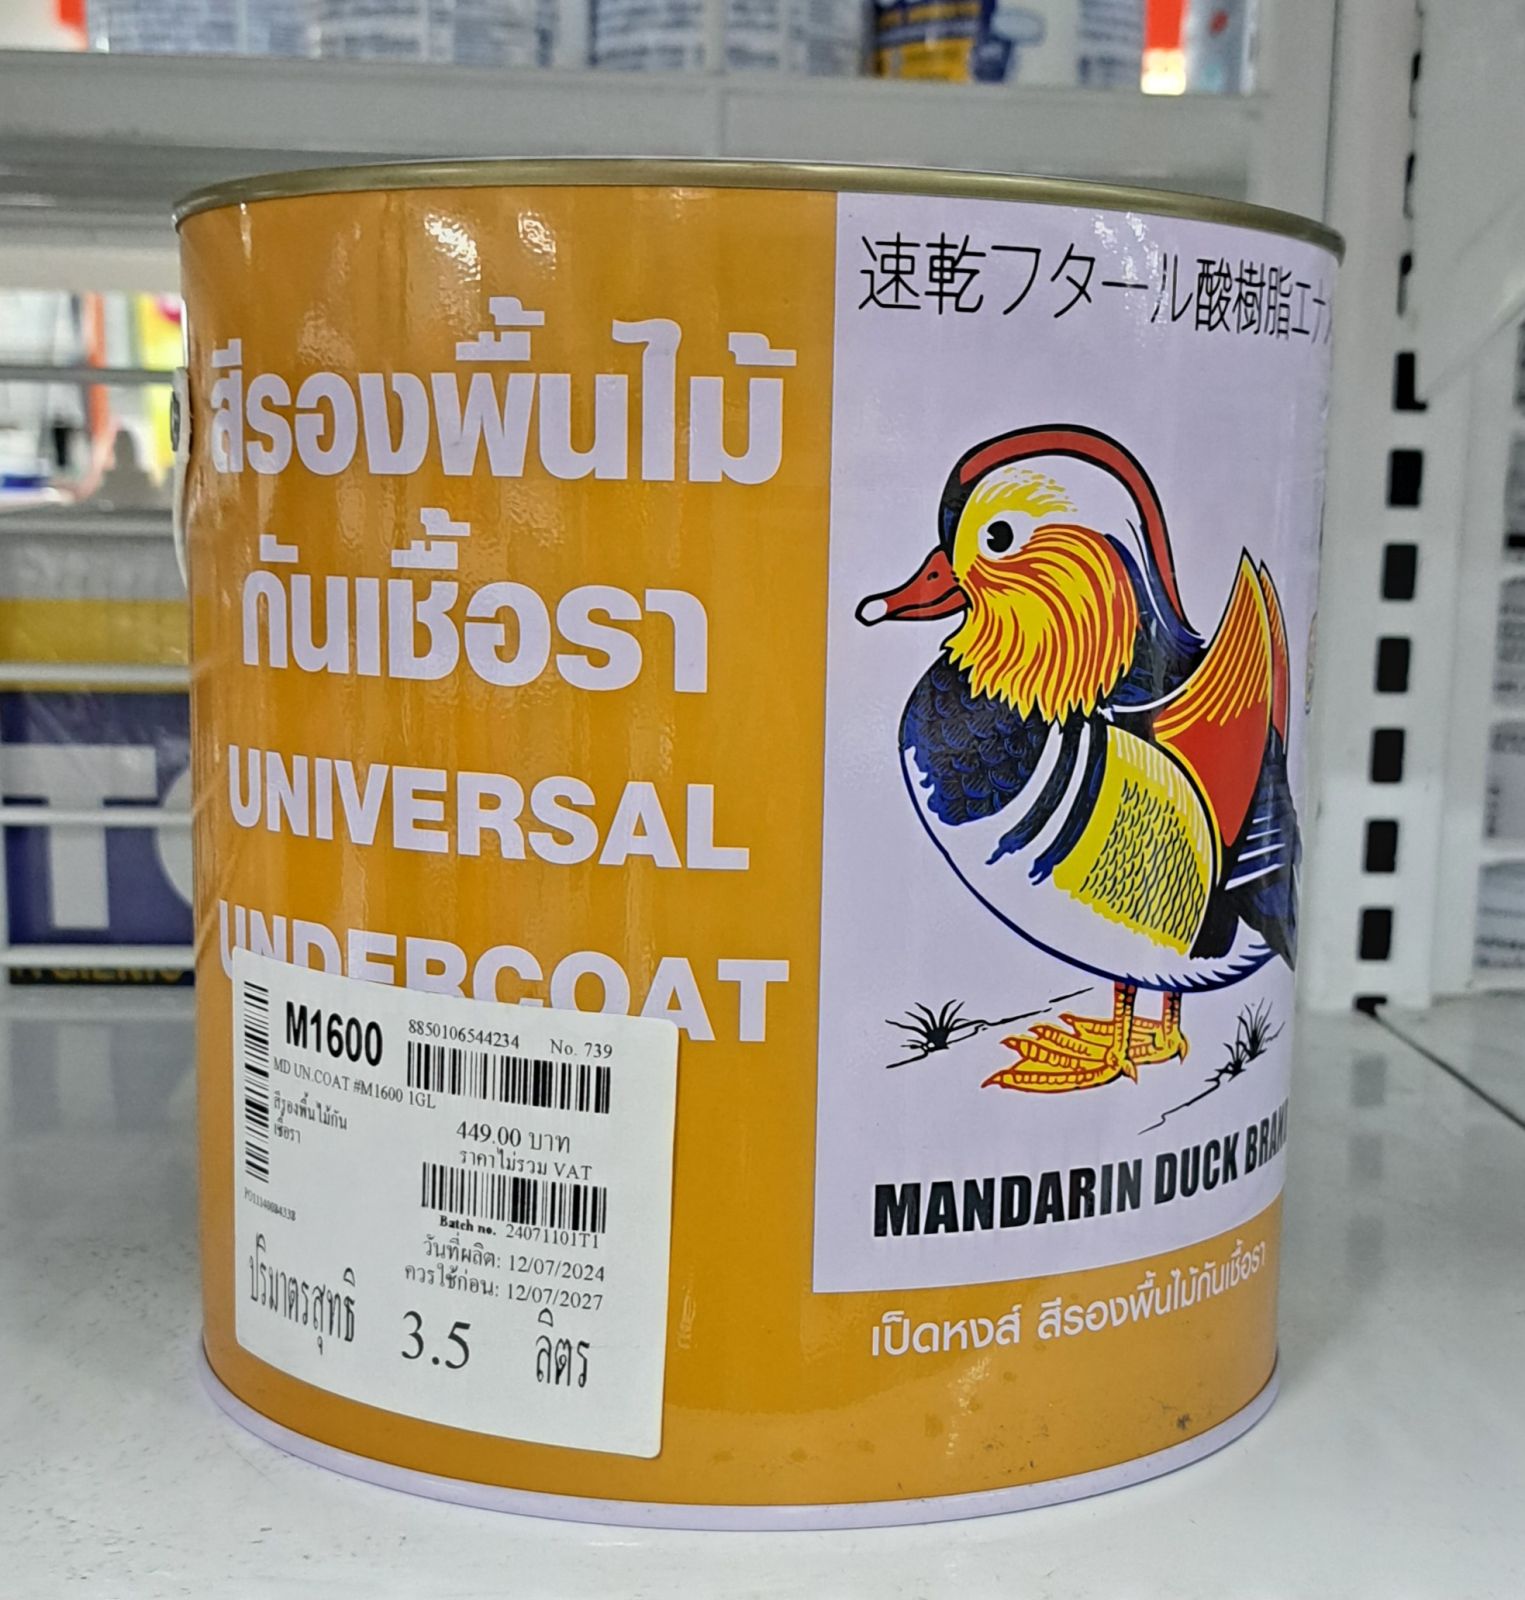 สีรองพื้นไม้
กันเชื้อรา
UNIVERSAL
UNDERCOAT
速乾フタール酸樹脂エナ
MANDARIN DUCK BRAND
เป็ดหงส์ สีรองพื้นไม้กันเชื้อรา
M1600
8850106544234 No. 739
MD UN.COAT #M1600 1GL
สีรองพื้นไม้กัน
เชื้อรา
449.00 บาท
ราคาไม่รวม VAT
Batch no. 24071101T1
วันที่ผลิต: 12/07/2024
ควรใช้ก่อน: 12/07/2027
ปริมาตรสุทธิ 3.5 ลิตร